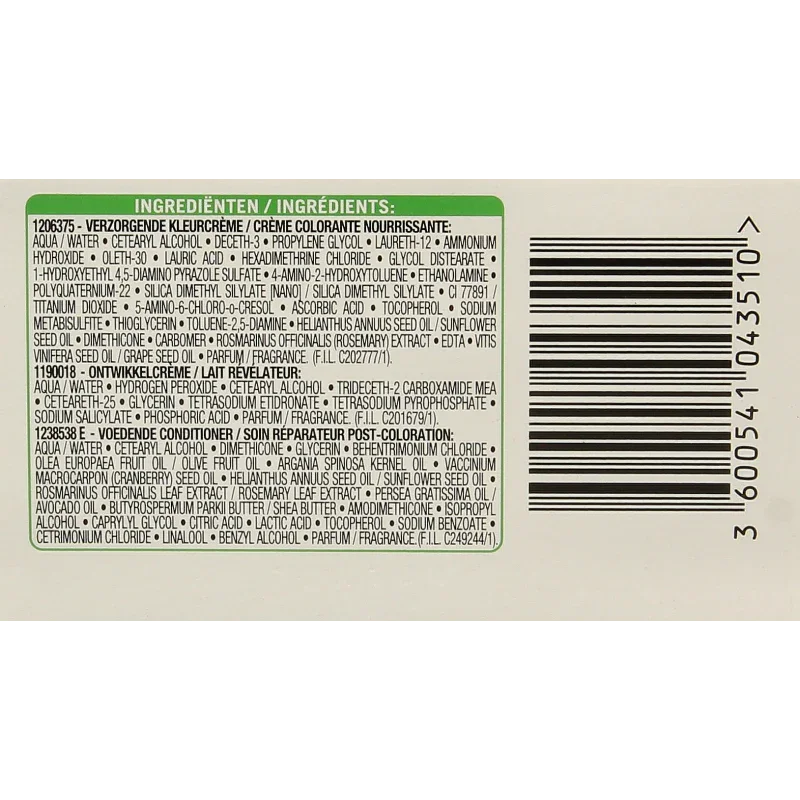 INGREDIËNTEN / INGRÉDIENTS:
1206375 - VERZORGENDE KLEURCRÈME / CRÈME COLORANTE NOURRISSANTE:
AQUA / WATER • CETEARYL ALCOHOL • DECETH-3 • PROPYLENE GLYCOL • LAURETH-12 • AMMONIUM
HYDROXIDE • OLETH-30 • LAURIC ACID • HEXADIMETHRINE CHLORIDE • GLYCOL DISTEARATE •
1-HYDROXYETHYL 4,5-DIAMINO PYRAZOLE SULFATE • 4-AMINO-2-HYDROXYTOLUENE • ETHANOLAMINE •
POLYQUATERNIUM-22 • SILICA DIMETHYL SILYLATE [NANO] / SILICA DIMETHYL SILYLATE • CI 77891 /
TITANIUM DIOXIDE • 5-AMINO-6-CHLORO-o-CRESOL • ASCORBIC ACID • TOCOPHEROL • SODIUM
METABISULFITE • THIOGLYCERIN • TOLUENE-2,5-DIAMINE • HELIANTHUS ANNUUS SEED OIL / SUNFLOWER
SEED OIL • DIMETHICONE • CARBOMER • ROSMARINUS OFFICINALIS (ROSEMARY) EXTRACT • EDTA • VITIS
VINIFERA SEED OIL / GRAPE SEED OIL • PARFUM / FRAGRANCE. (F.I.L. C202777/1).
1190018 - ONTWIKKELCRÈME / LAIT RÉVÉLATEUR:
AQUA / WATER • HYDROGEN PEROXIDE • CETEARYL ALCOHOL • TRIDECETH-2 CARBOXAMIDE MEA
• CETEARETH-25 • GLYCERIN • TETRASODIUM ETIDRONATE • TETRASODIUM PYROPHOSPHATE •
SODIUM SALICYLATE • PHOSPHORIC ACID • PARFUM / FRAGRANCE. (F.I.L. C201679/1).
1238538 E - VOEDENDE CONDITIONER / SOIN RÉPARATEUR POST-COLORATION:
AQUA / WATER • CETEARYL ALCOHOL • DIMETHICONE • GLYCERIN • BEHENTRIMONIUM CHLORIDE •
OLEA EUROPAEA FRUIT OIL / OLIVE FRUIT OIL • ARGANIA SPINOSA KERNEL OIL • VACCINIUM
MACROCARPON (CRANBERRY) SEED OIL • HELIANTHUS ANNUUS SEED OIL / SUNFLOWER SEED OIL •
ROSMARINUS OFFICINALIS LEAF EXTRACT / ROSEMARY LEAF EXTRACT • PERSEA GRATISSIMA OIL /
AVOCADO OIL • BUTYROSPERMUM PARKII BUTTER / SHEA BUTTER • AMODIMETHICONE • ISOPROPYL
ALCOHOL • CAPRYLYL GLYCOL • CITRIC ACID • LACTIC ACID • TOCOPHEROL • SODIUM BENZOATE •
CETRIMONIUM CHLORIDE • LINALOOL • BENZYL ALCOHOL • PARFUM / FRAGRANCE.(F.I.L. C249244/1).
3 600541 043510 >